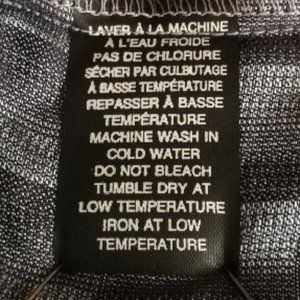 LAVER À LA MACHINE
À L'EAU FROIDE
PAS DE CHLORURE
SÉCHER PAR CULBUTAGE
À BASSE TEMPÉRATURE
REPASSER À BASSE
TEMPÉRATURE
MACHINE WASH IN
COLD WATER
DO NOT BLEACH
TUMBLE DRY AT
LOW TEMPERATURE
IRON AT LOW
TEMPERATURE